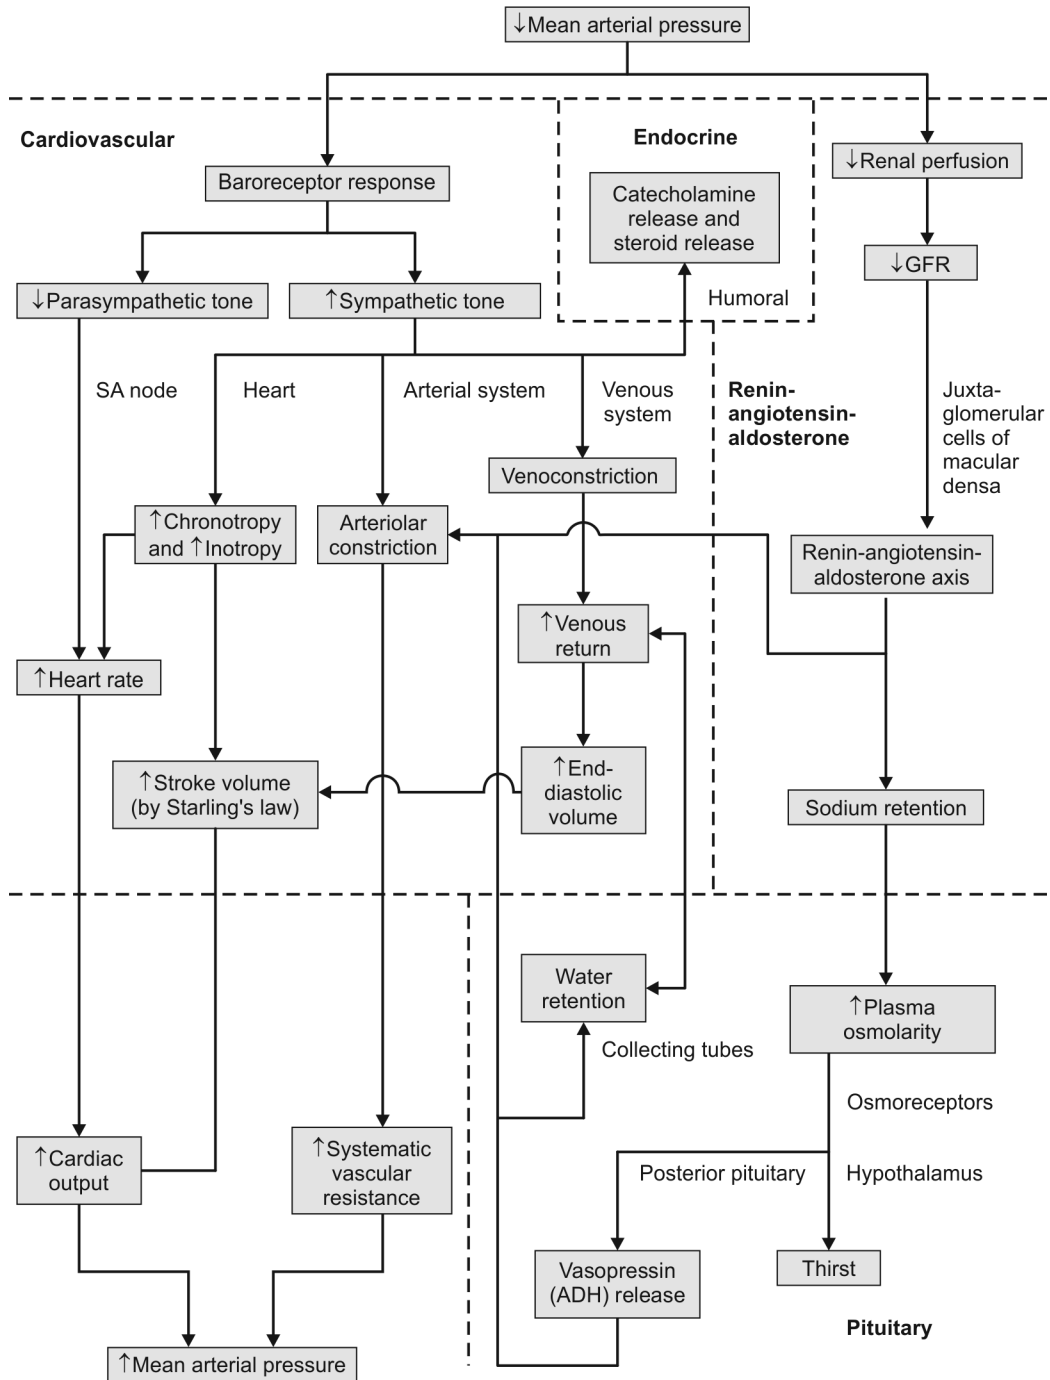 ↓Mean arterial pressure
Cardiovascular
Endocrine
Baroreceptor response
Catecholamine
release and
steroid release
↓Renal perfusion
↓GFR
↓Parasympathetic tone
↑Sympathetic tone
Humoral
SA node
Heart
Arterial system
Venous
system
Renin-
angiotensin-
aldosterone
Juxta-
glomerular
cells of
macular
densa
Venoconstriction
↑Chronotropy
and ↑Inotropy
Arteriolar
constriction
Renin-angiotensin-
aldosterone axis
↑Venous
return
↑Heart rate
↑Stroke volume
(by Starling's law)
↑End-
diastolic
volume
Sodium retention
Water
retention
↑Plasma
osmolarity
Collecting tubes
Osmoreceptors
↑Cardiac
output
↑Systematic
vascular
resistance
Posterior pituitary
Hypothalamus
Vasopressin
(ADH) release
Thirst
Pituitary
↑Mean arterial pressure